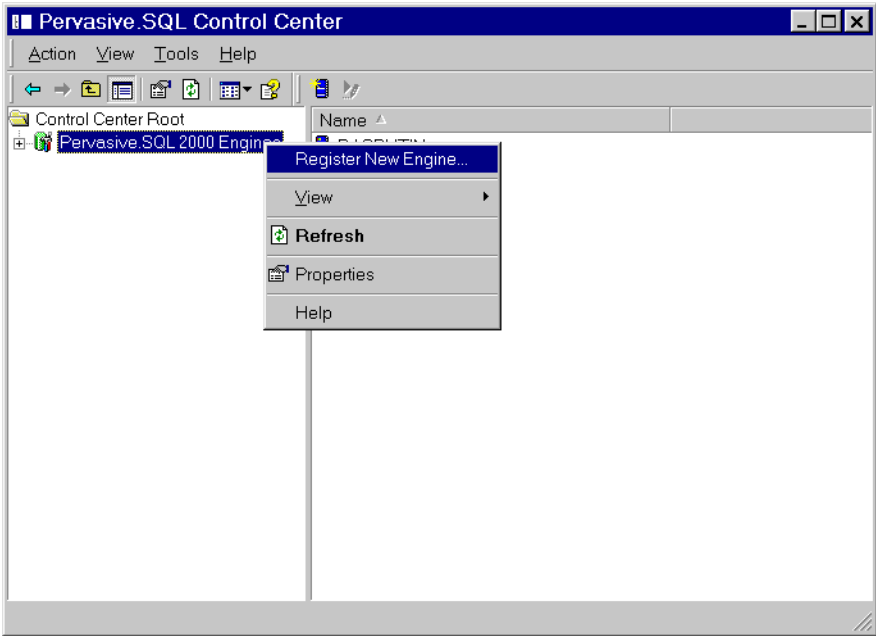 Pervasive.SQL Control Center
Action View Tools Help
Control Center Root
Name
Pervasive.SQL 2000 Engines
Register New Engine...
View
Refresh
Properties
Help